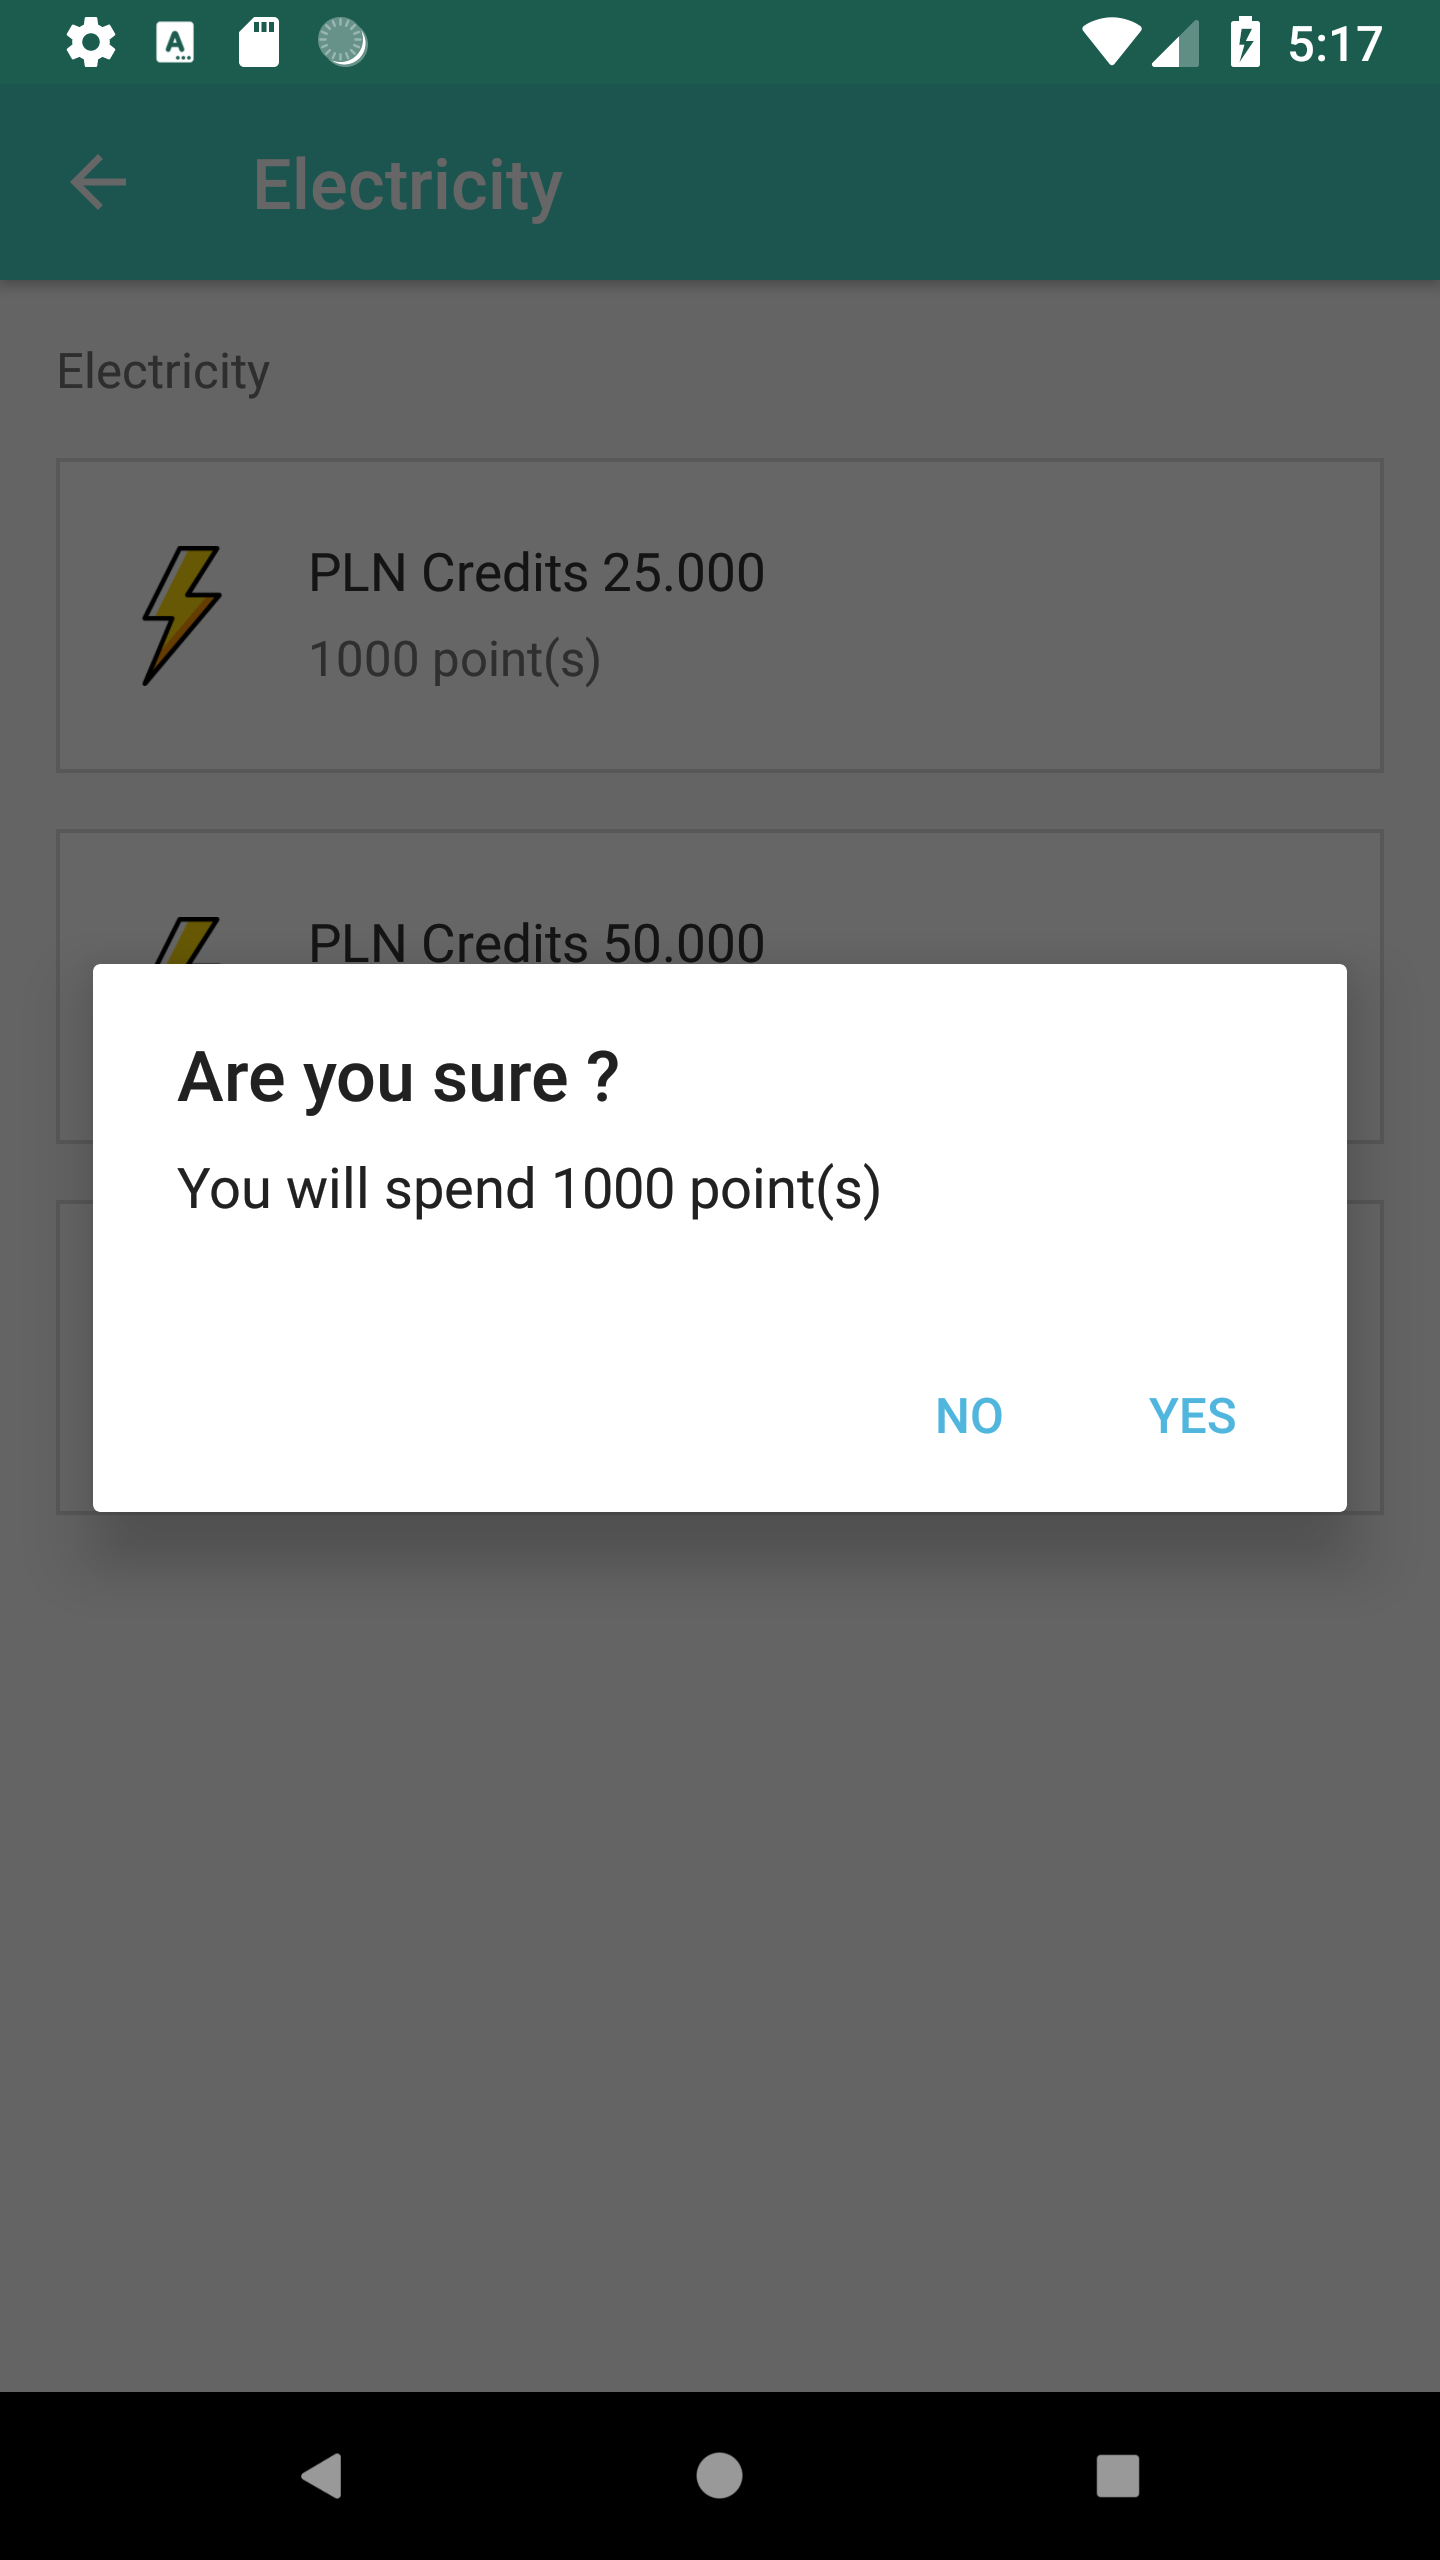 5:17
Electricity
Electricity
PLN Credits 25.000
1000 point(s)
PLN Credits 50.000
Are you sure ?
You will spend 1000 point(s)
NO YES